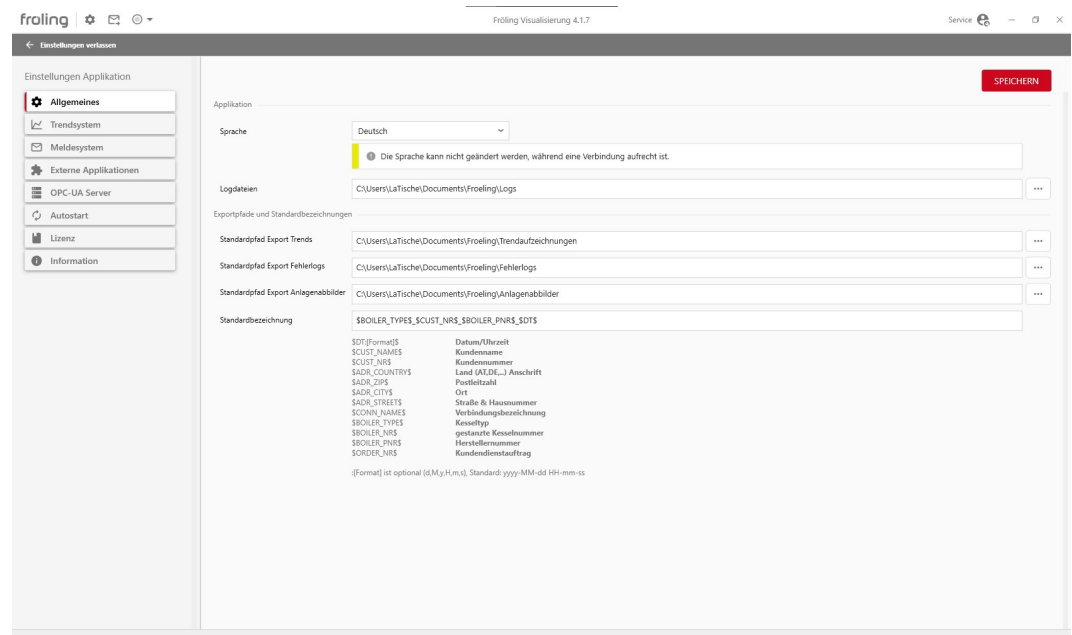 froling
Fröling Visualisierung 4.1.7
Service
Einstellungen verlassen
Einstellungen Applikation
Allgemeines
Trendsystem
Meldesystem
Externe Applikationen
OPC-UA Server
Autostart
Lizenz
Information
SPEICHERN
Applikation
Sprache
Deutsch
Die Sprache kann nicht geändert werden, während eine Verbindung aufrecht ist.
Logdateien
C:\Users\LaTische\Documents\Froeling\Logs
Exportpfade und Standardbezeichnungen
Standardpfad Export Trends
C:\Users\LaTische\Documents\Froeling\Trendaufzeichnungen
Standardpfad Export Fehlerlogs
C:\Users\LaTische\Documents\Froeling\Fehlerlogs
Standardpfad Export Anlagenabbilder
C:\Users\LaTische\Documents\Froeling\Anlagenabbilder
Standardbezeichnung
$BOILER_TYPE$_$CUST_NR$_$BOILER_PNR$_$DT$
$DT:[Format]$ Datum/Uhrzeit
$CUST_NAME$ Kundenname
$CUST_NR$ Kundennummer
$ADR_COUNTRY$ Land (AT,DE,..) Anschrift
$ADR_ZIP$ Postleitzahl
$ADR_CITY$ Ort
$ADR_STREET$ Straße & Hausnummer
$CONN_NAME$ Verbindungsbezeichnung
$BOILER_TYPE$ Kesseltyp
$BOILER_NR$ gestanzte Kesselnummer
$BOILER_PNR$ Herstellernummer
$ORDER_NR$ Kundendienstauftrag
:[Format] ist optional (d,M,y,H,m,s), Standard: yyyy-MM-dd HH-mm-ss